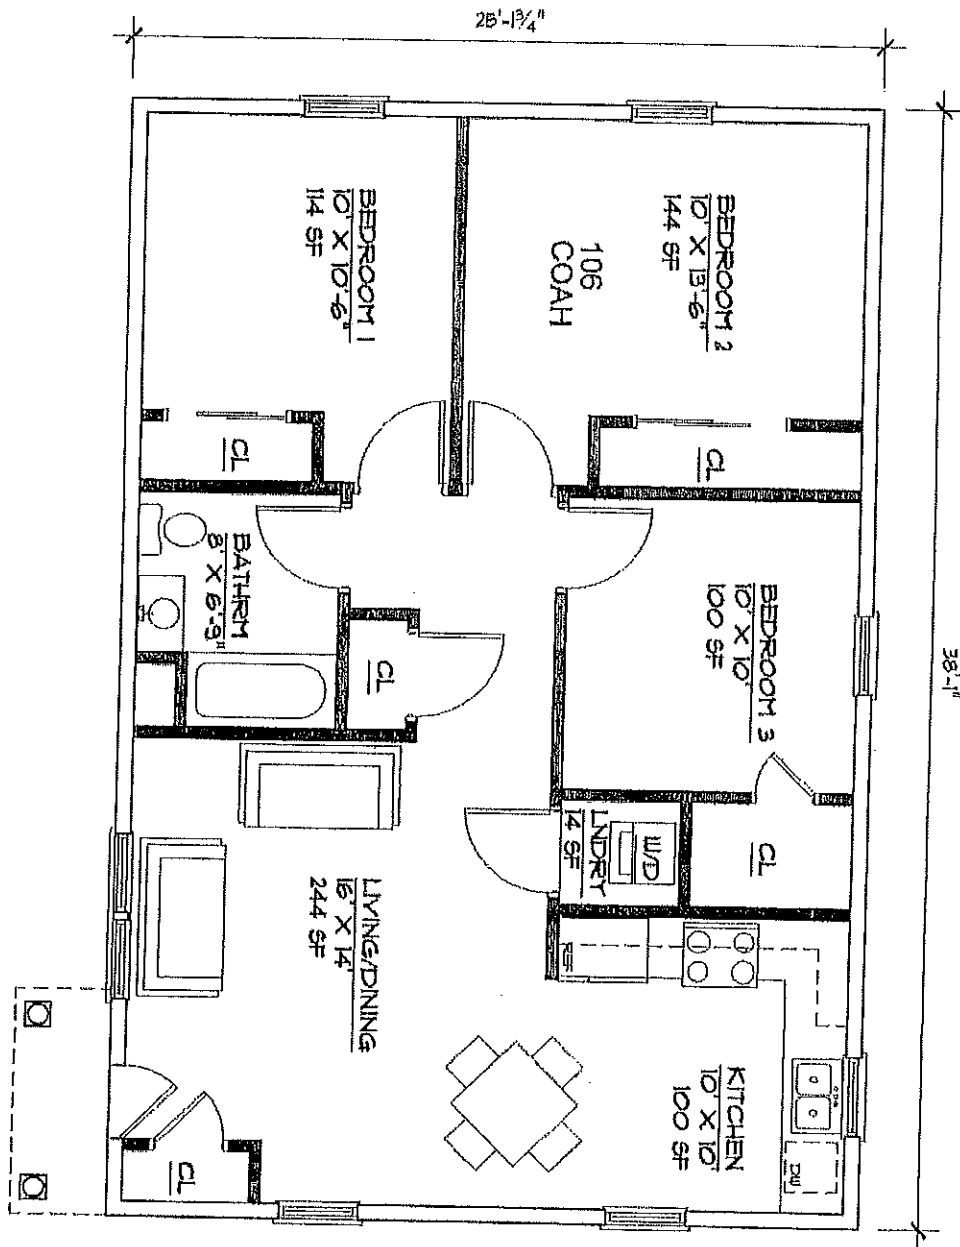 28'-1¾"
38'-1"
BEDROOM 1
10' X 10'-6"
114 SF
BEDROOM 2
10' X 13'-6"
144 SF
106
COAH
CL
CL
BATHRM
8' X 6'-9"
CL
BEDROOM 3
10' X 10'
100 SF
CL
W/D
LNDRY
14 SF
LIVING/DINING
16' X 14'
244 SF
REF
KITCHEN
10' X 10'
100 SF
DW
CL